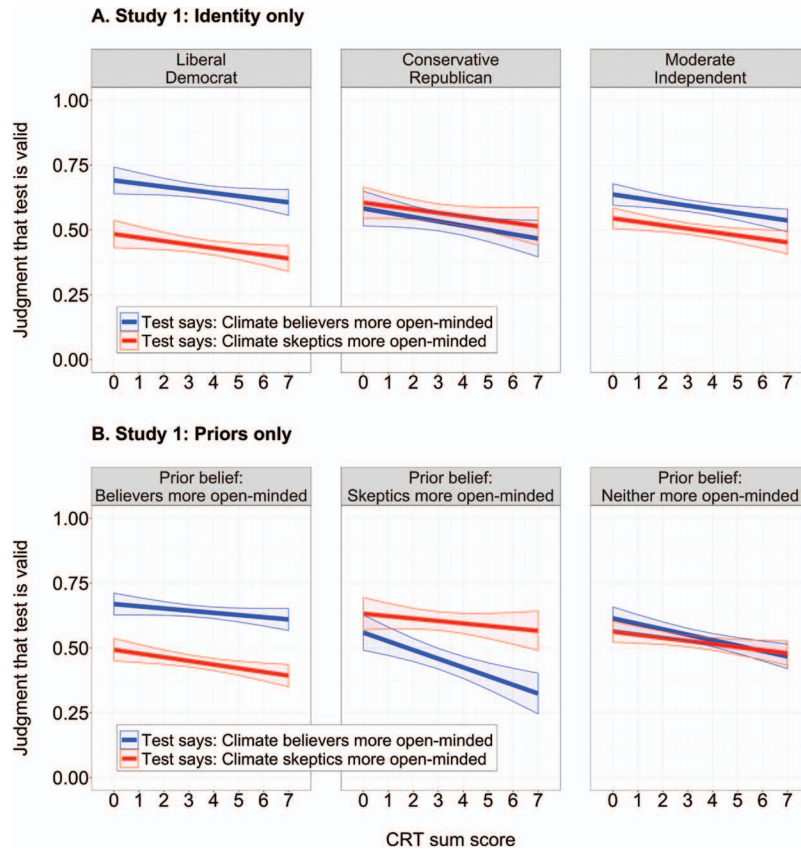 A. Study 1: Identity only
Liberal
Democrat
Conservative
Republican
Moderate
Independent
Judgment that test is valid
1.00
0.75
0.50
0.25
0.00
Test says: Climate believers more open-minded
Test says: Climate skeptics more open-minded
0 1 2 3 4 5 6 7
0 1 2 3 4 5 6 7
0 1 2 3 4 5 6 7
B. Study 1: Priors only
Prior belief:
Believers more open-minded
Prior belief:
Skeptics more open-minded
Prior belief:
Neither more open-minded
Judgment that test is valid
1.00
0.75
0.50
0.25
0.00
Test says: Climate believers more open-minded
Test says: Climate skeptics more open-minded
0 1 2 3 4 5 6 7
0 1 2 3 4 5 6 7
0 1 2 3 4 5 6 7
CRT sum score